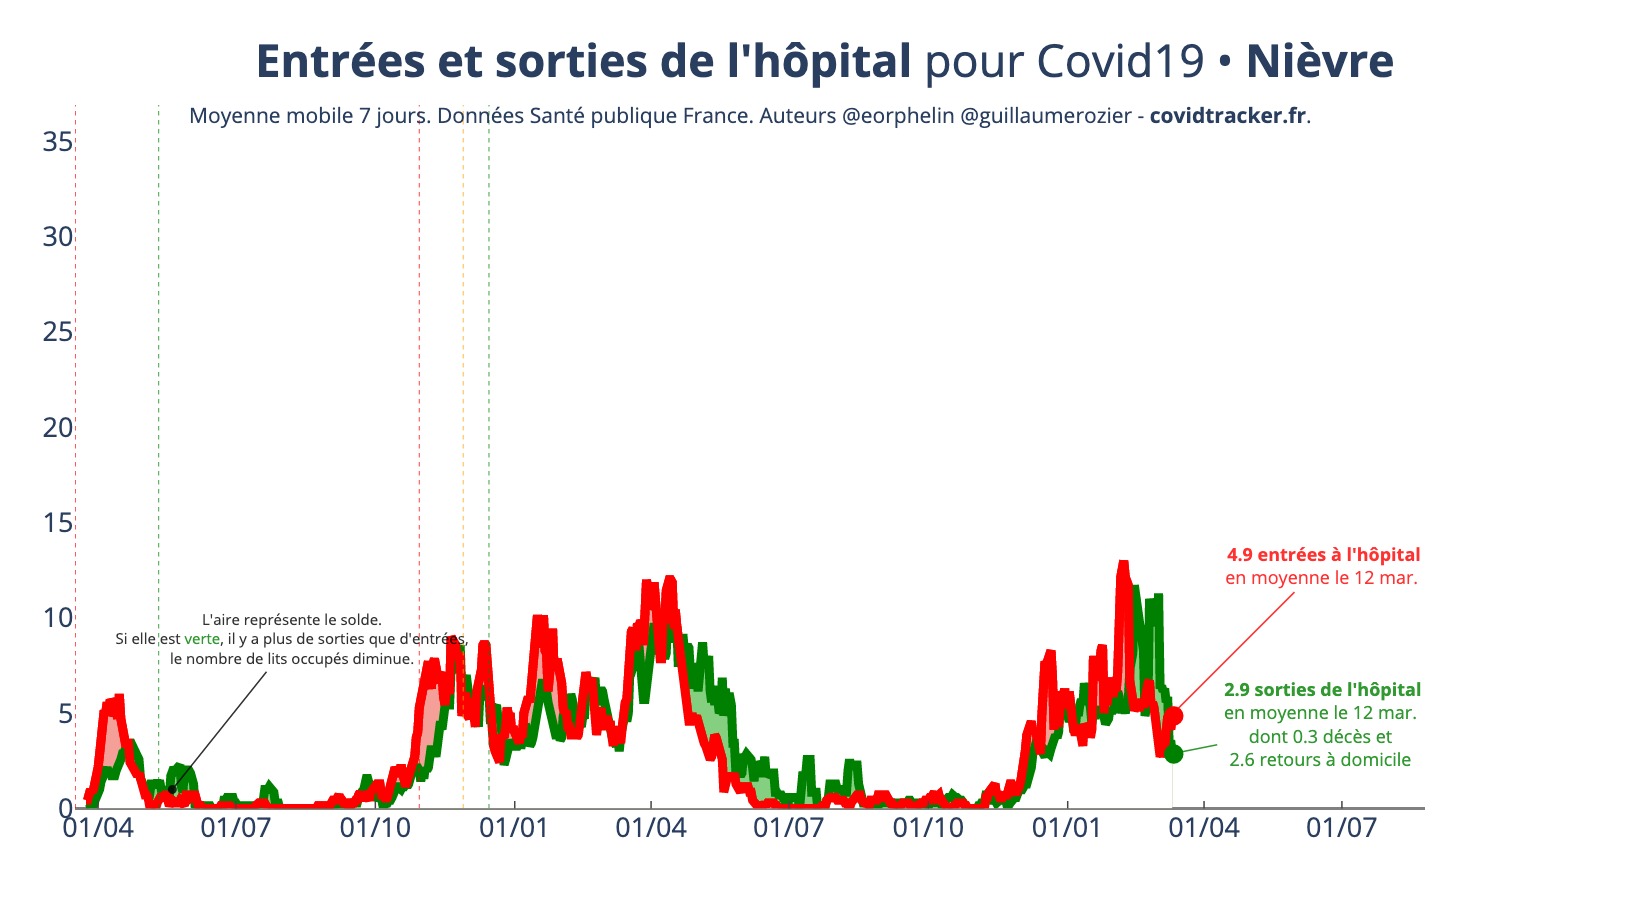 Entrées et sorties de l'hôpital pour Covid19 • Nièvre
Moyenne mobile 7 jours. Données Santé publique France. Auteurs @eorphelin @guillaumerozier - covidtracker.fr.
35
30
25
20
15
10
5
0
L'aire représente le solde.
Si elle est verte, il y a plus de sorties que d'entrées,
le nombre de lits occupés diminue.
4.9 entrées à l'hôpital
en moyenne le 12 mar.
2.9 sorties de l'hôpital
en moyenne le 12 mar.
dont 0.3 décès et
2.6 retours à domicile
01/04 01/07 01/10 01/01 01/04 01/07 01/10 01/01 01/04 01/07